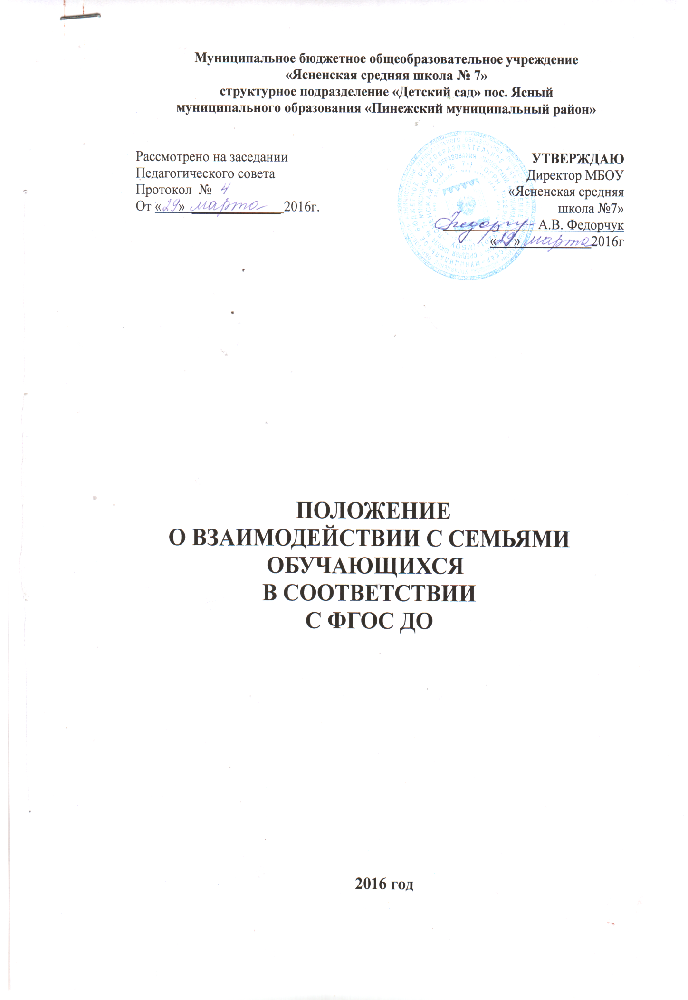 Муниципальное бюджетное общеобразовательное учреждение
«Ясненская средняя школа № 7»
структурное подразделение «Детский сад» пос. Ясный
муниципального образования «Пинежский муниципальный район»
Рассмотрено на заседании
Педагогического совета
Протокол № 4
От «29» марта 2016г.
УТВЕРЖДАЮ
Директор МБОУ
«Ясненская средняя
школа №7»
А.В. Федорчук
«29» марта 2016г
ПОЛОЖЕНИЕ
О ВЗАИМОДЕЙСТВИИ С СЕМЬЯМИ
ОБУЧАЮЩИХСЯ
В СООТВЕТСТВИИ
С ФГОС ДО
2016 год